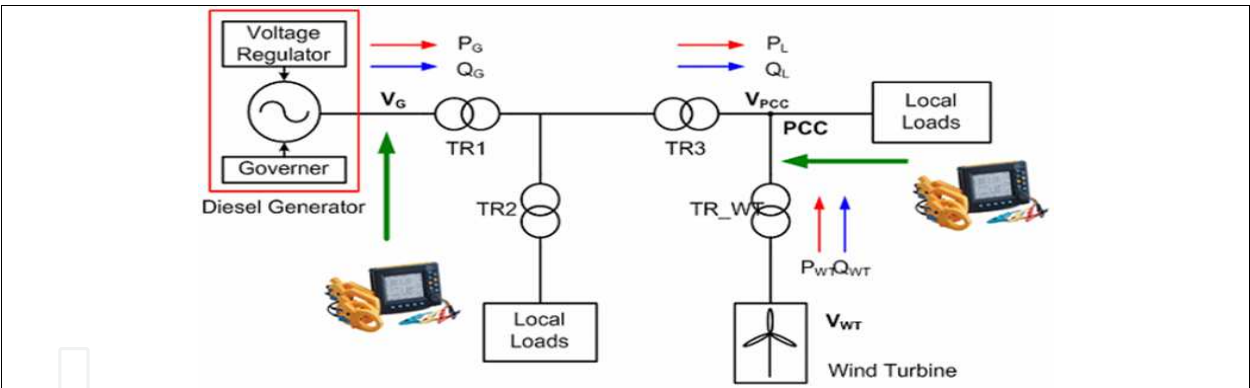 Voltage
Regulator
Governer
Diesel Generator
P_G
Q_G
V_G
TR1
TR2
Local
Loads
P_L
Q_L
TR3
V_PCC
PCC
Local
Loads
TR_WT
P_WT Q_WT
V_WT
Wind Turbine